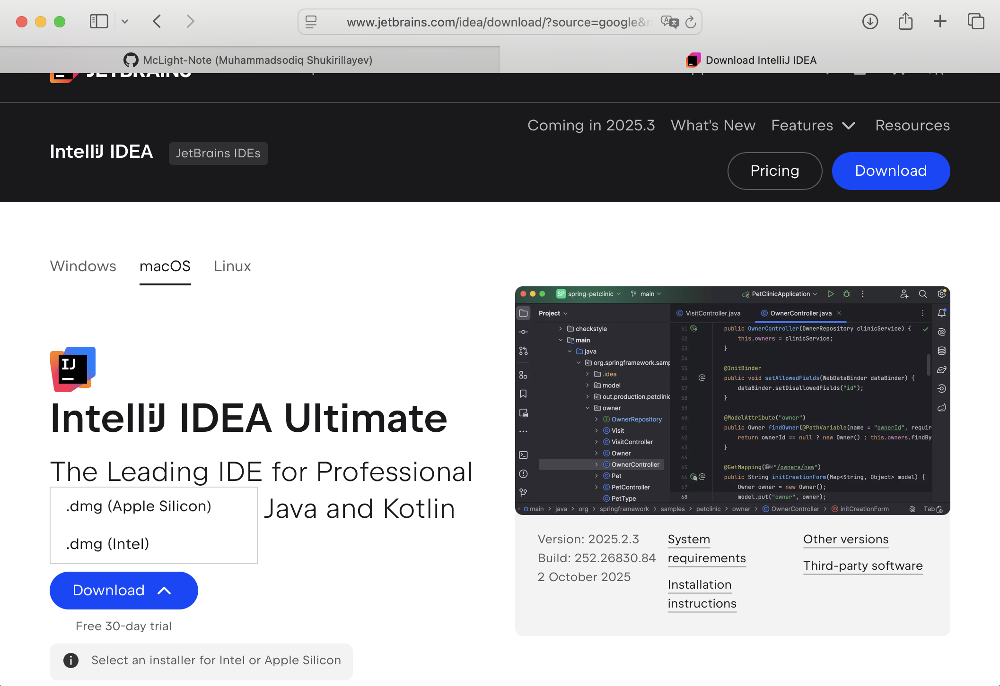 www.jetbrains.com/idea/download/?source=google&
McLight-Note (Muhammadsodiq Shukirillayev)
Download IntelliJ IDEA
JETBRAINS
Coming in 2025.3
What's New
Features
Resources
IntelliJ IDEA
JetBrains IDEs
Pricing
Download
Windows
macOS
Linux
IJ
IntelliJ IDEA Ultimate
The Leading IDE for Professional
Java and Kotlin
.dmg (Apple Silicon)
.dmg (Intel)
Download
Free 30-day trial
Select an installer for Intel or Apple Silicon
SP spring-petclinic
main
PetClinicApplication
Project
VisitController.java
OwnerController.java
checkstyle
main
java
org.springframework.samp
.idea
model
out.production.petclinic
owner
OwnerRepository
Visit
VisitController
Owner
OwnerController
Pet
PetController
PetType
51 public OwnerController(OwnerRepository clinicService) {
52 this.owners = clinicService;
53 }
54
55 @InitBinder
56 @ public void setAllowedFields(WebDataBinder dataBinder) {
57 dataBinder.setDisallowedFields("id");
58 }
59
60 @ModelAttribute("owner")
61 public Owner findOwner(@PathVariable(name = "ownerId", requir
62 return ownerId == null ? new Owner() : this.owners.findBy
63 }
64
65 @GetMapping("/owners/new")
66 @ public String initCreationForm(Map<String, Object> model) {
67 Owner owner = new Owner();
68 model.put("owner", owner);
main > java > org > springframework > samples > petclinic > owner > OwnerController > initCreationForm
Tab
Version: 2025.2.3
Build: 252.26830.84
2 October 2025
System
requirements
Installation
instructions
Other versions
Third-party software